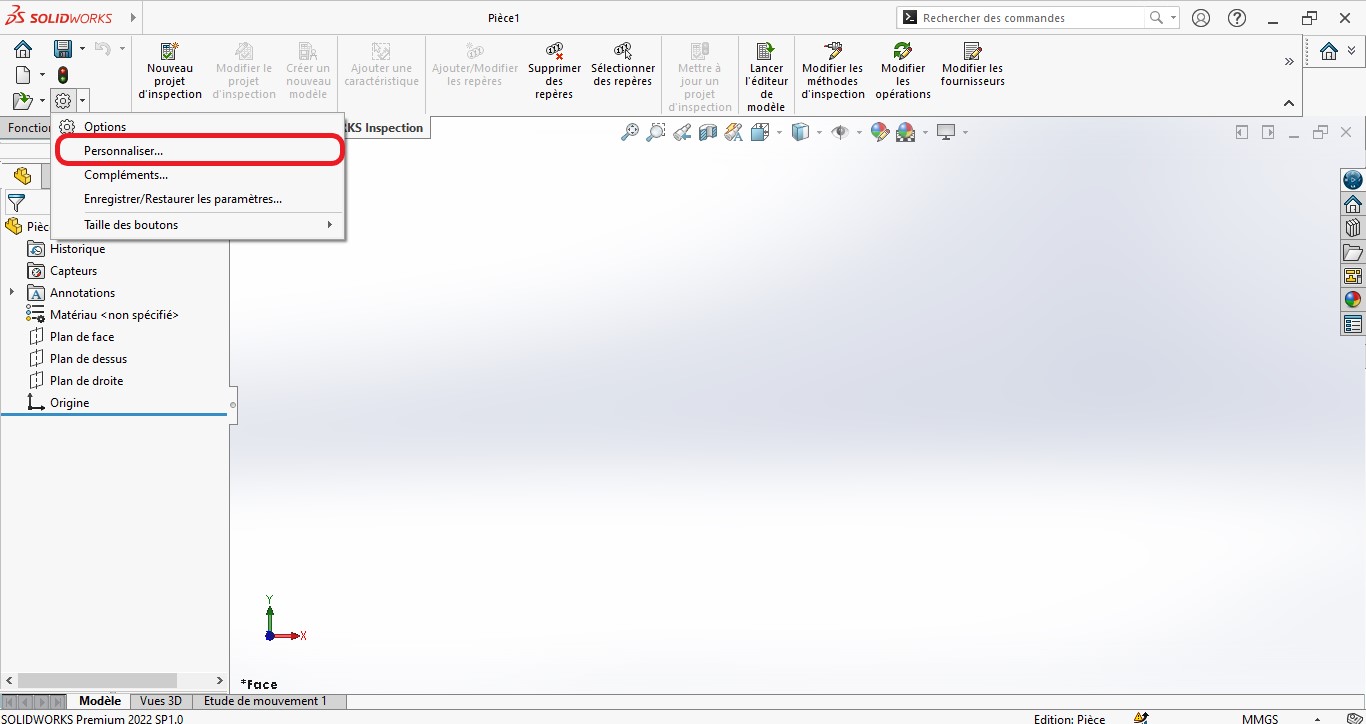 SOLIDWORKS
Pièce1
Rechercher des commandes
Nouveau
projet
d'inspection
Modifier le
projet
d'inspection
Créer un
nouveau
modèle
Ajouter une
caractéristique
Ajouter/Modifier
les repères
Supprimer
des
repères
Sélectionner
des repères
Mettre à
jour un
projet
d'inspection
Lancer
l'éditeur
de
modèle
Modifier les
méthodes
d'inspection
Modifier
les
opérations
Modifier les
fournisseurs
Fonction
KS Inspection
Options
Personnaliser...
Compléments...
Enregistrer/Restaurer les paramètres...
Taille des boutons
Pièc
Historique
Capteurs
Annotations
Matériau <non spécifié>
Plan de face
Plan de dessus
Plan de droite
Origine
Y
X
*Face
Modèle
Vues 3D
Etude de mouvement 1
SOLIDWORKS Premium 2022 SP1.0
Edition: Pièce
MMGS